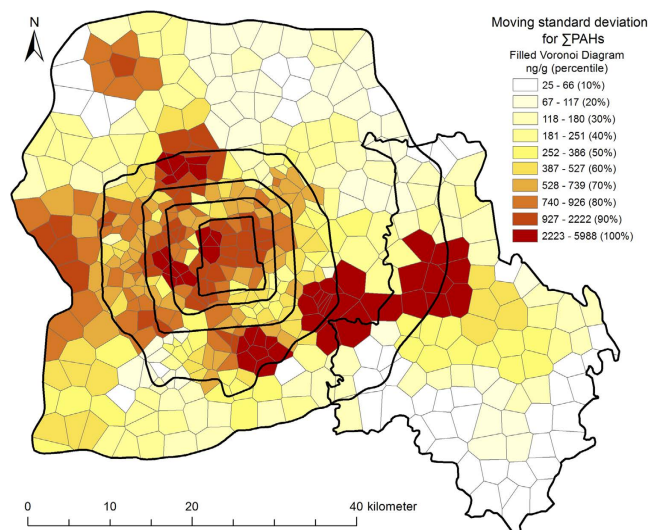 N
Moving standard deviation
for ∑PAHs
Filled Voronoi Diagram
ng/g (percentile)
25 - 66 (10%)
67 - 117 (20%)
118 - 180 (30%)
181 - 251 (40%)
252 - 386 (50%)
387 - 527 (60%)
528 - 739 (70%)
740 - 926 (80%)
927 - 2222 (90%)
2223 - 5988 (100%)
0 10 20 40 kilometer